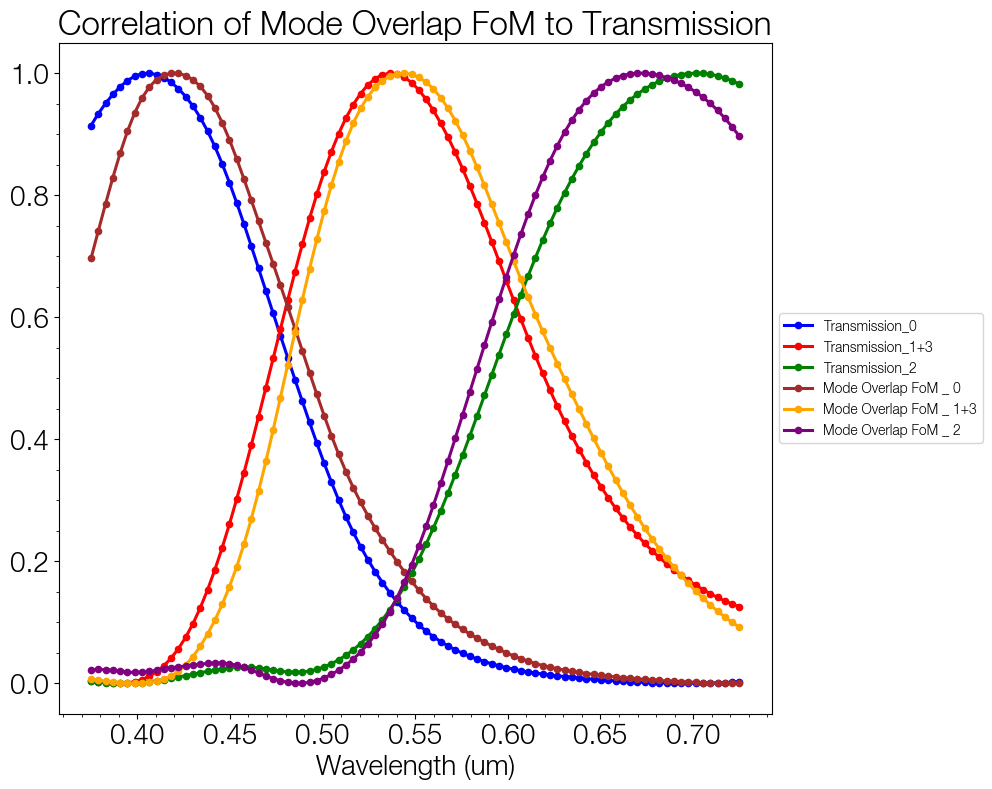 Correlation of Mode Overlap FoM to Transmission
1.0
0.8
0.6
0.4
0.2
0.0
0.40 0.45 0.50 0.55 0.60 0.65 0.70
Wavelength (um)
Transmission_0
Transmission_1+3
Transmission_2
Mode Overlap FoM _ 0
Mode Overlap FoM _ 1+3
Mode Overlap FoM _ 2